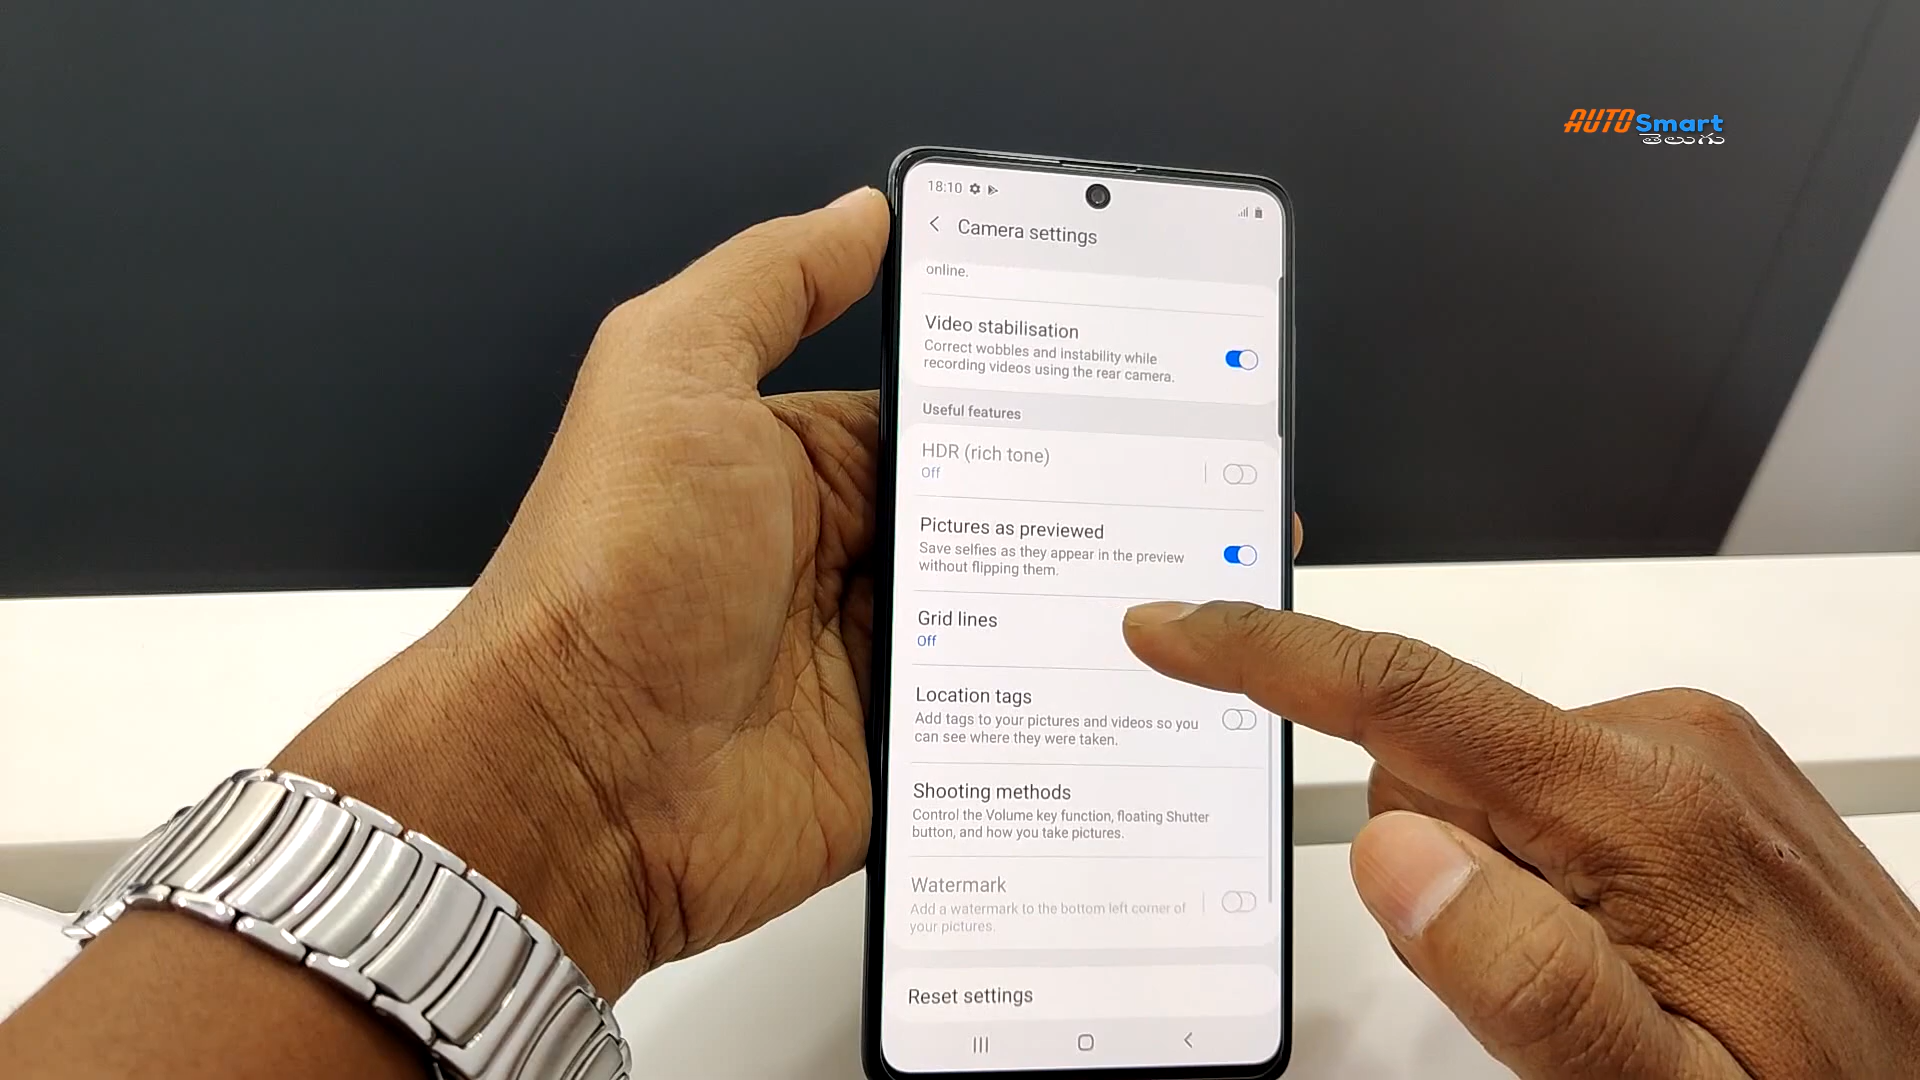 AUTO Smart
తెలుగు
18:10
Camera settings
online.
Video stabilisation
Correct wobbles and instability while
recording videos using the rear camera.
Useful features
HDR (rich tone)
Off
Pictures as previewed
Save selfies as they appear in the preview
without flipping them.
Grid lines
Off
Location tags
Add tags to your pictures and videos so you
can see where they were taken.
Shooting methods
Control the Volume key function, floating Shutter
button, and how you take pictures.
Watermark
Add a watermark to the bottom left corner of
your pictures.
Reset settings